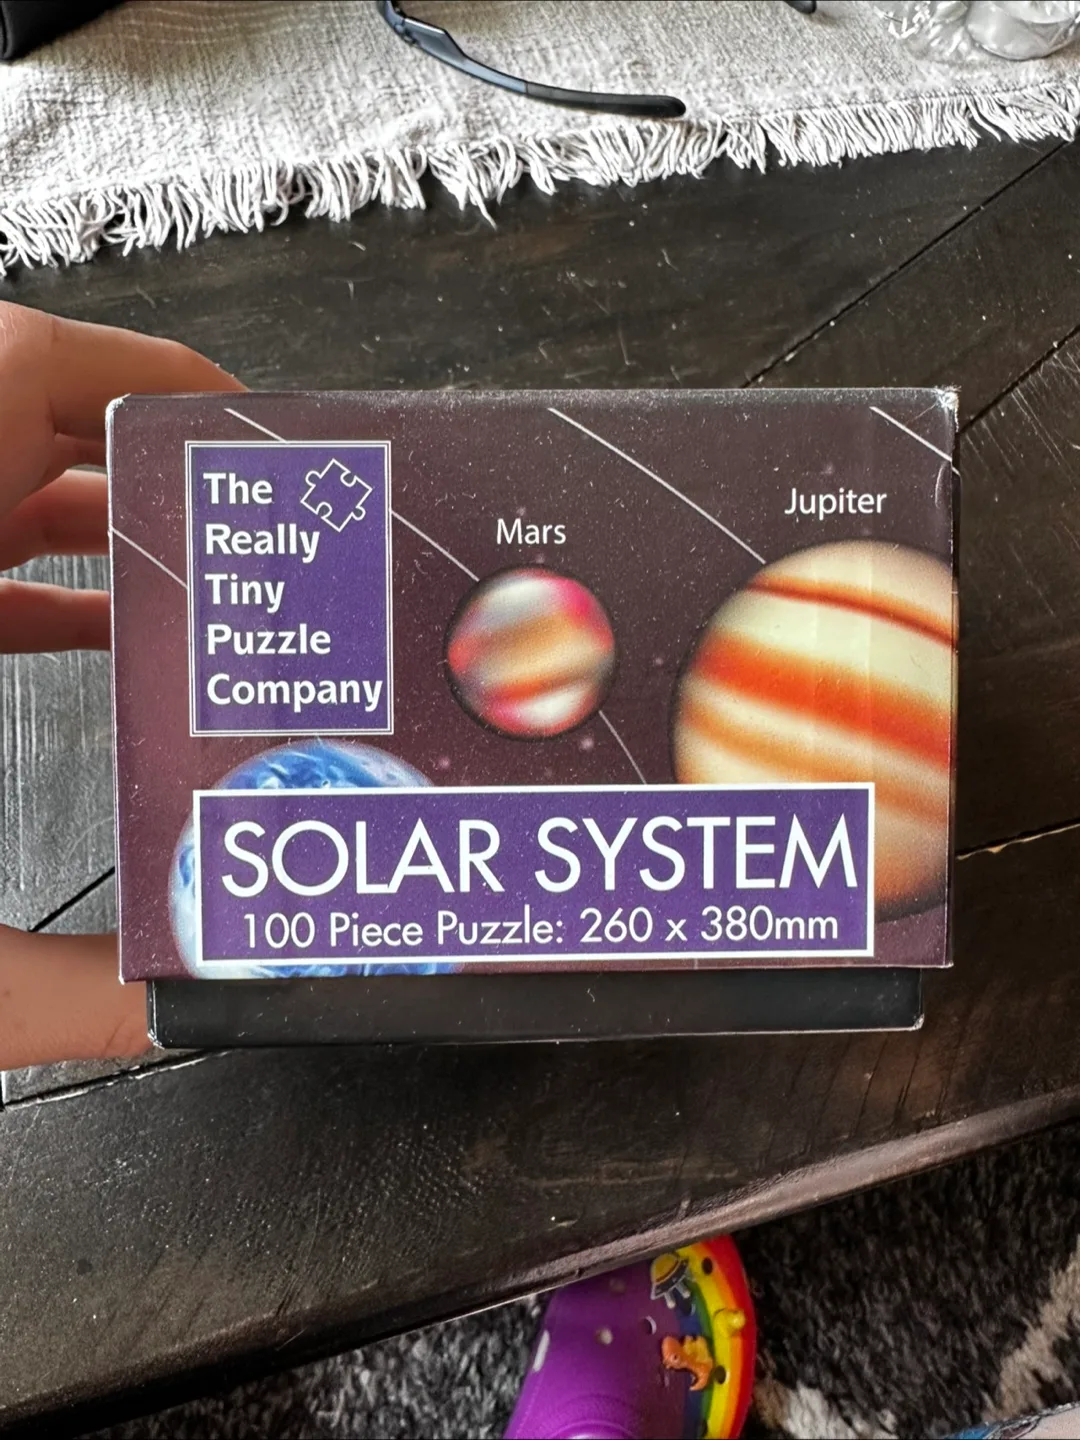 The
Really
Tiny
Puzzle
Company
Mars
Jupiter
SOLAR SYSTEM
100 Piece Puzzle: 260 x 380mm